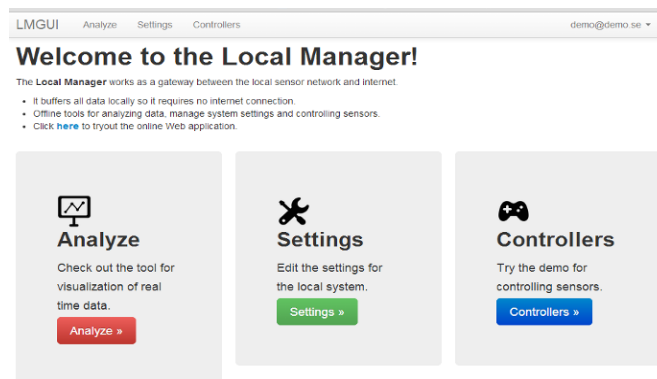 LMGUI Analyze Settings Controllers demo@demo.se
Welcome to the Local Manager!
The Local Manager works as a gateway between the local sensor network and internet.
• It buffers all data locally so it requires no internet connection.
• Offline tools for analyzing data, manage system settings and controlling sensors.
• Click here to tryout the online Web application.
Analyze
Check out the tool for
visualization of real
time data.
Analyze »
Settings
Edit the settings for
the local system.
Settings »
Controllers
Try the demo for
controlling sensors.
Controllers »